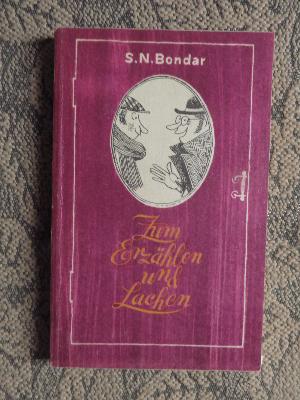 S.N.Bondar
Zum
Erzählen
und
Lachen